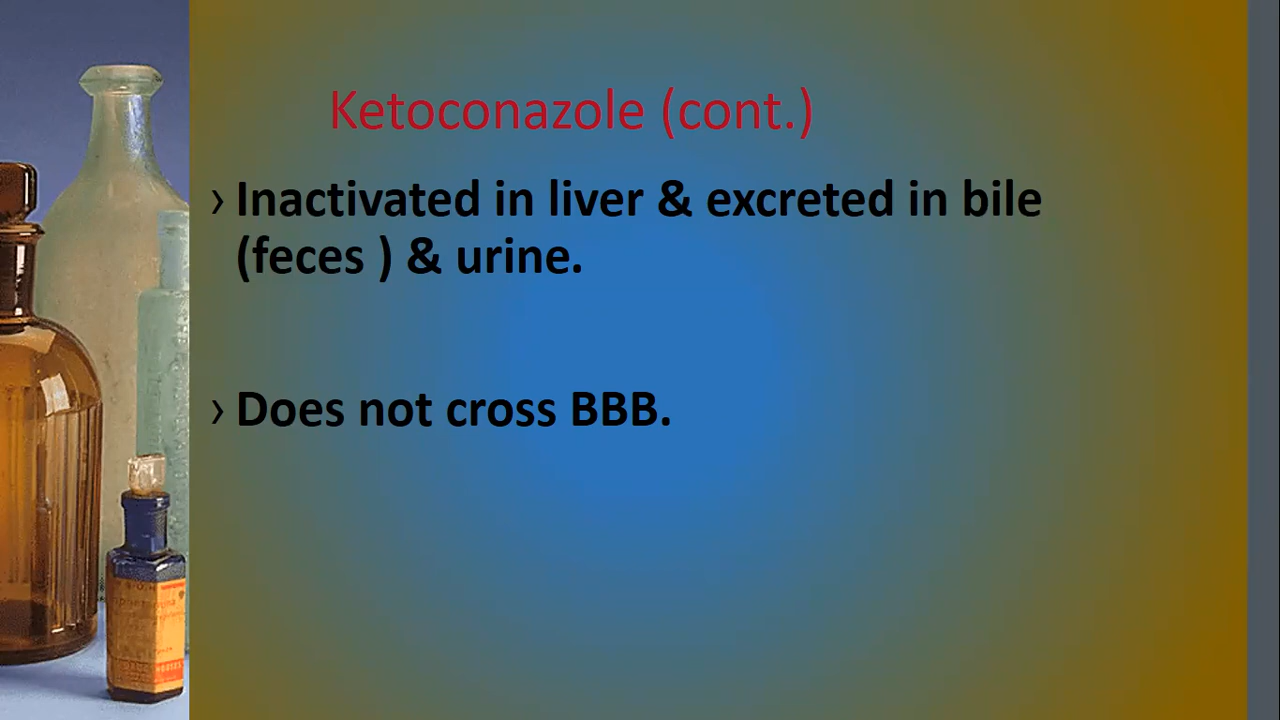 Ketoconazole (cont.)
› Inactivated in liver & excreted in bile
(feces ) & urine.
› Does not cross BBB.